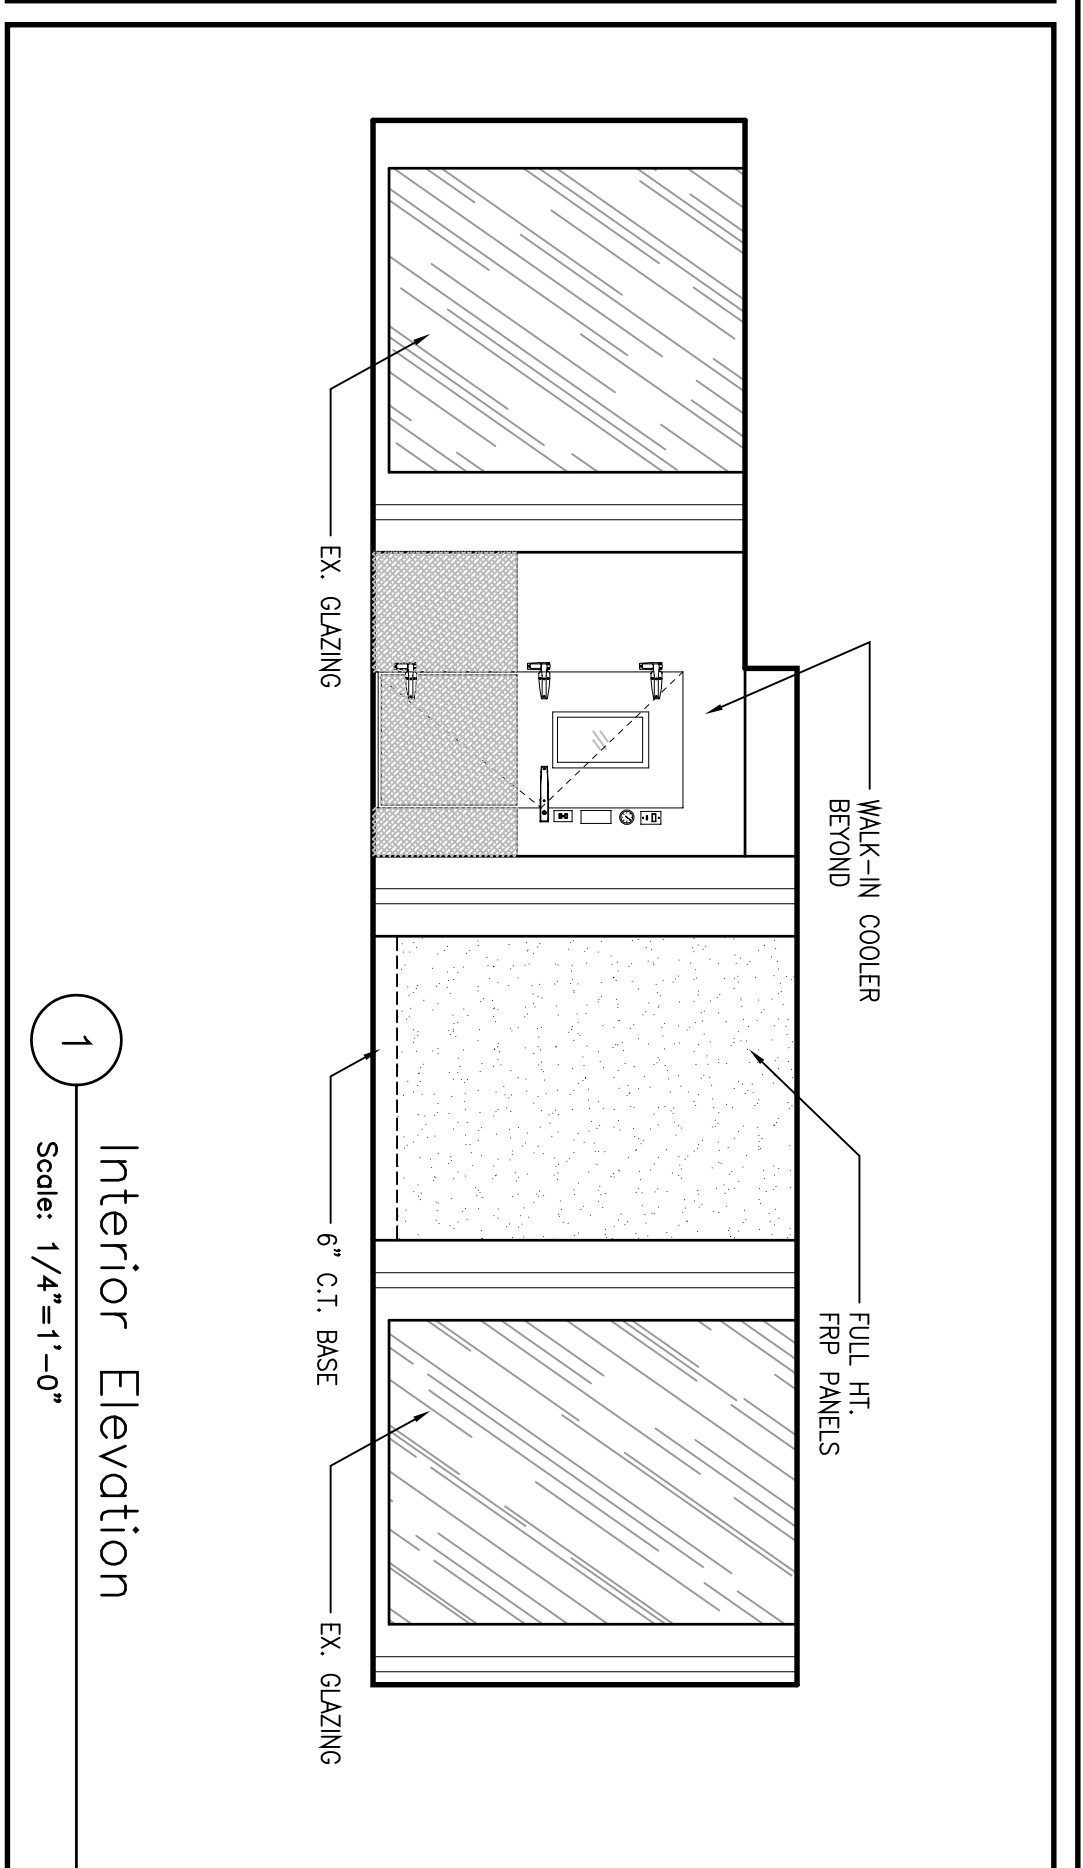 WALK-IN COOLER
BEYOND
FULL HT.
FRP PANELS
EX. GLAZING
6" C.T. BASE
EX. GLAZING
1
Interior Elevation
Scale: 1/4"=1'-0"